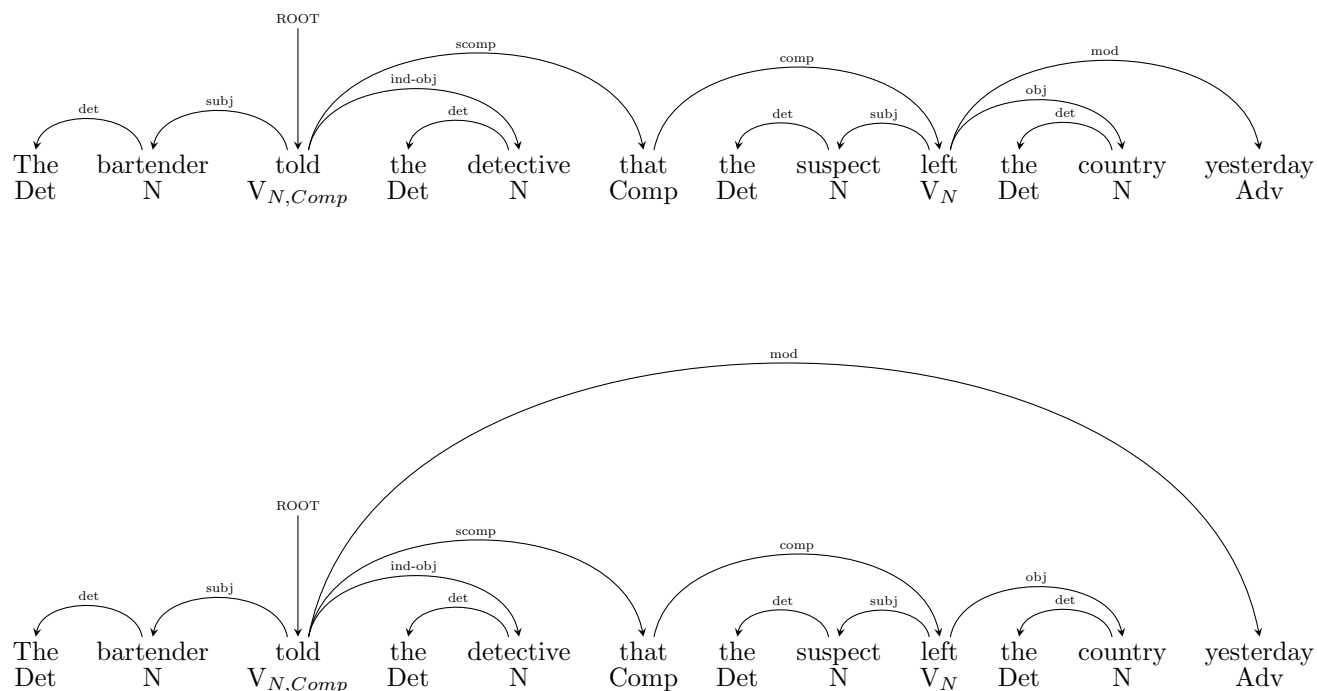 ROOT
scomp
comp
mod
ind-obj
obj
det subj det det subj det
The bartender told the detective that the suspect left the country yesterday
Det N V_{N,Comp} Det N Comp Det N V_N Det N Adv
mod
ROOT
scomp
comp
ind-obj
obj
det subj det det subj det
The bartender told the detective that the suspect left the country yesterday
Det N V_{N,Comp} Det N Comp Det N V_N Det N Adv